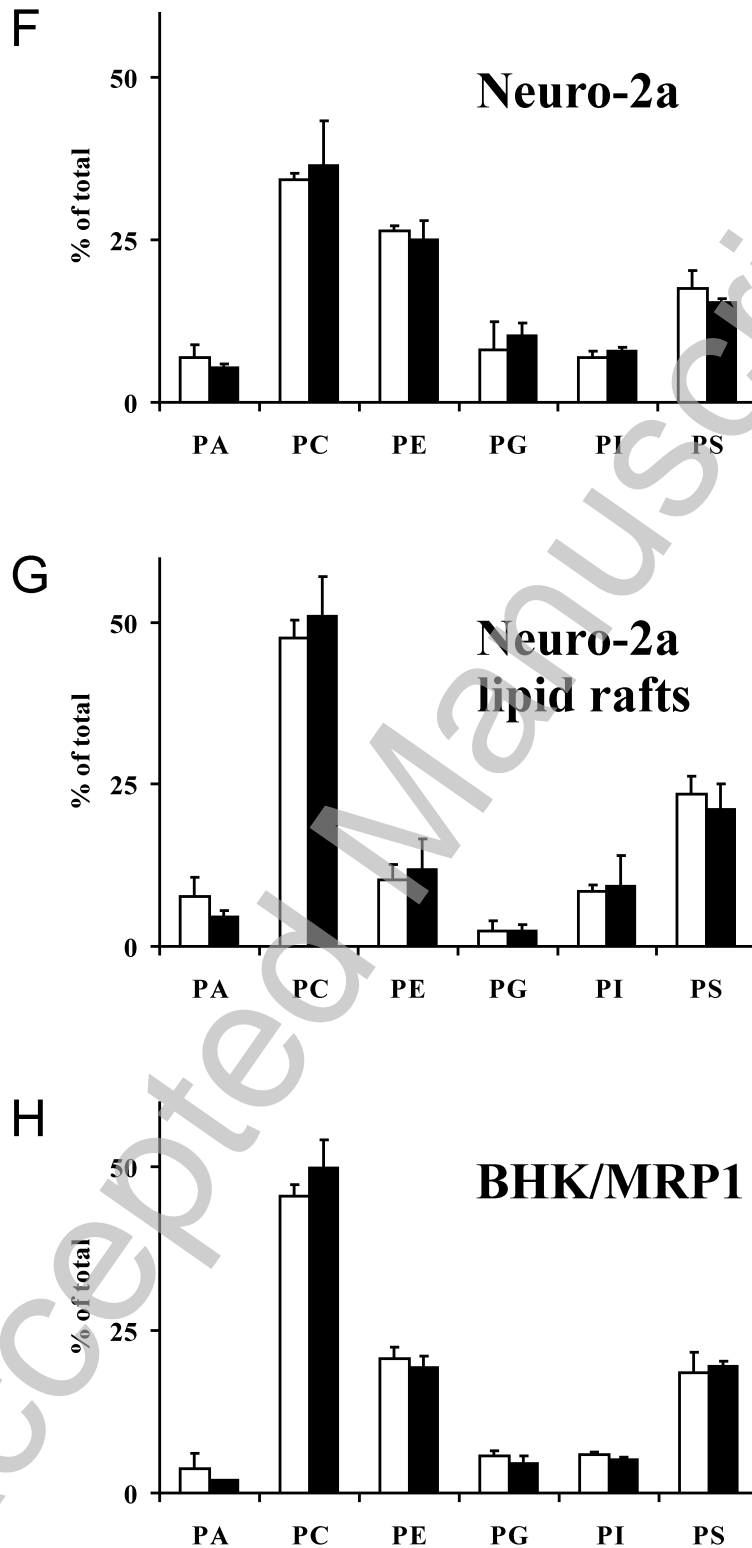 F
Neuro-2a
50
% of total
25
0
PA PC PE PG PI PS
G
Neuro-2a
lipid rafts
50
% of total
25
0
PA PC PE PG PI PS
H
BHK/MRP1
50
% of total
25
0
PA PC PE PG PI PS
Accepted Manuscri